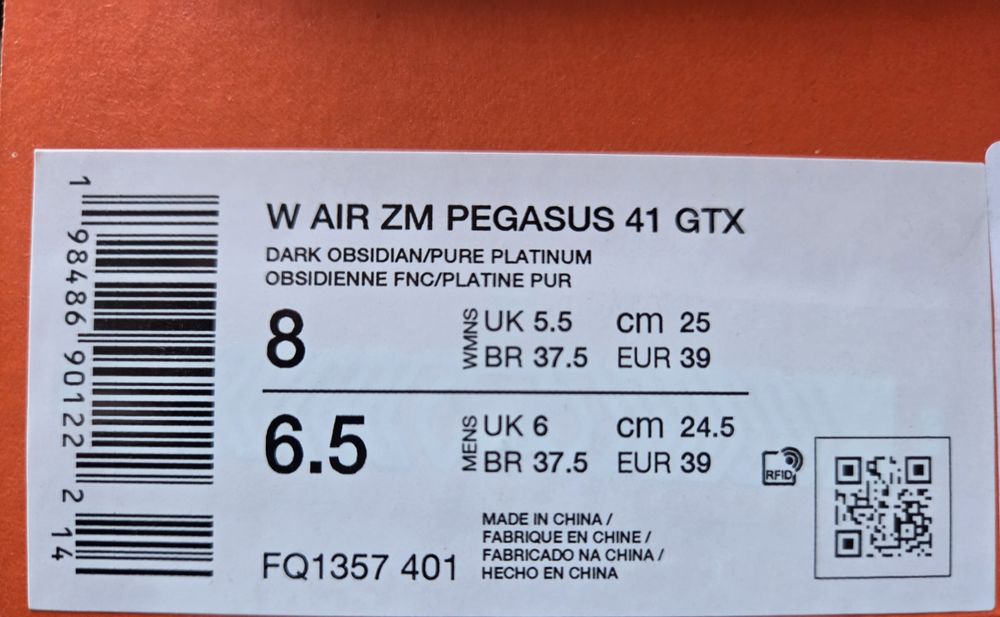 W AIR ZM PEGASUS 41 GTX
DARK OBSIDIAN/PURE PLATINUM
OBSIDIENNE FNC/PLATINE PUR
8 WMNS UK 5.5 cm 25
BR 37.5 EUR 39
6.5 MENS UK 6 cm 24.5
BR 37.5 EUR 39
RFID
MADE IN CHINA /
FABRIQUE EN CHINE /
FABRICADO NA CHINA /
HECHO EN CHINA
FQ1357 401
1 98486 90122 2 14